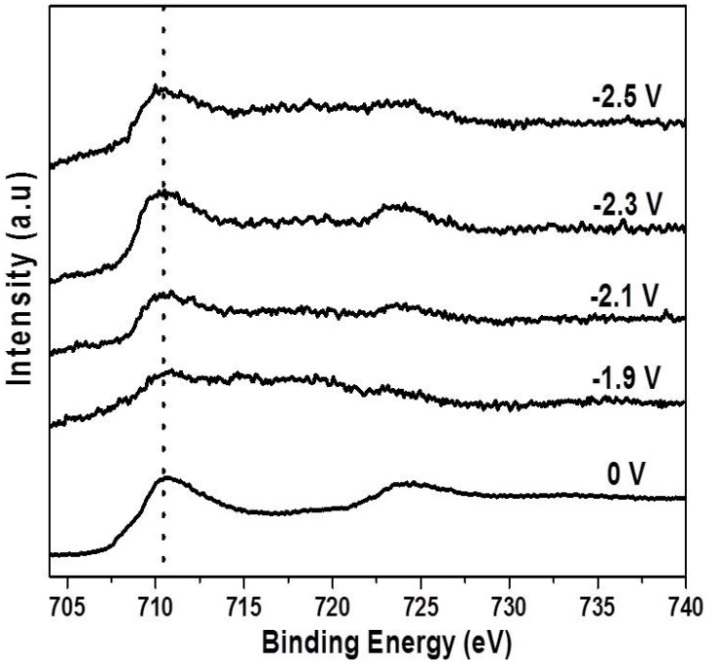 -2.5 V
-2.3 V
-2.1 V
-1.9 V
0 V
Intensity (a.u)
705 710 715 720 725 730 735 740
Binding Energy (eV)